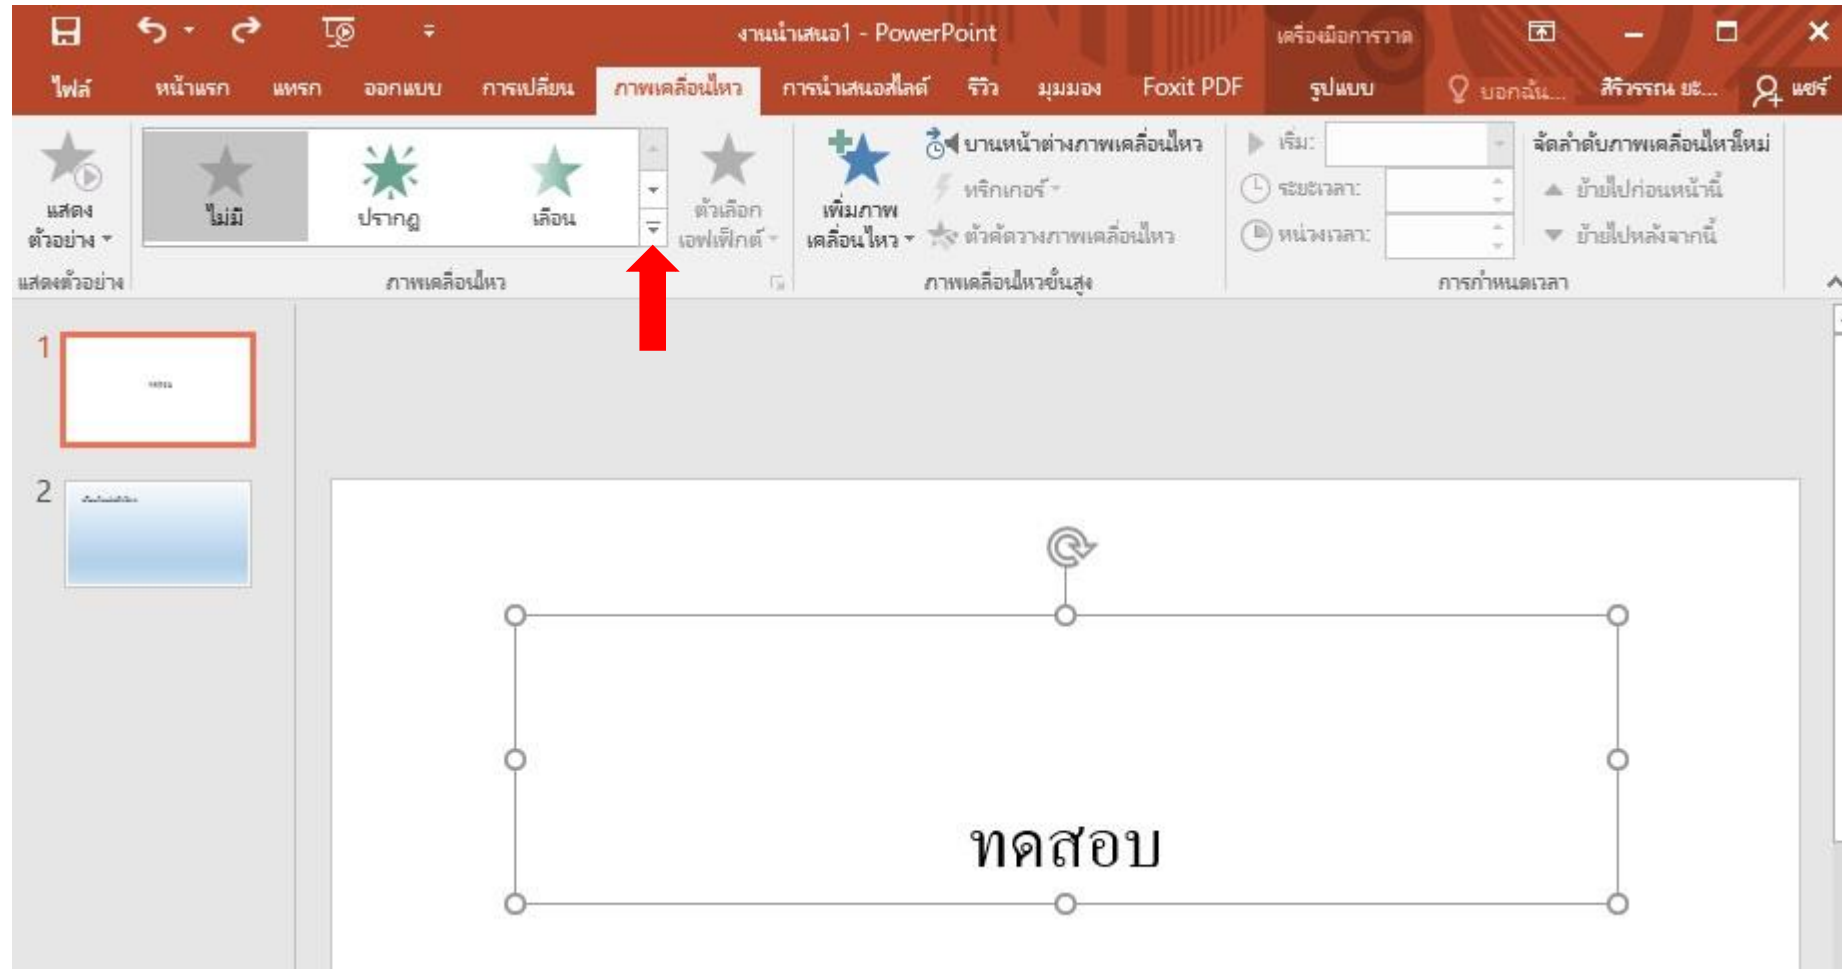 งานนำเสนอ1 - PowerPoint
เครื่องมือการวาด
ไฟล์ หน้าแรก แทรก ออกแบบ การเปลี่ยน ภาพเคลื่อนไหว การนำเสนอสไลด์ รีวิว มุมมอง Foxit PDF รูปแบบ บอกฉัน... สิริวรรณ ยะ... แชร์
แสดง
ตัวอย่าง
ไม่มี
ปรากฏ
เลือน
ตัวเลือก
เอฟเฟ็กต์
เพิ่มภาพ
เคลื่อนไหว
บานหน้าต่างภาพเคลื่อนไหว
ทริกเกอร์
ตัวคัดวางภาพเคลื่อนไหว
เริ่ม:
ระยะเวลา:
หน่วงเวลา:
จัดลำดับภาพเคลื่อนไหวใหม่
ย้ายไปก่อนหน้านี้
ย้ายไปหลังจากนี้
แสดงตัวอย่าง
ภาพเคลื่อนไหว
ภาพเคลื่อนไหวขั้นสูง
การกำหนดเวลา
1
ทดสอบ
2
ทดสอบ